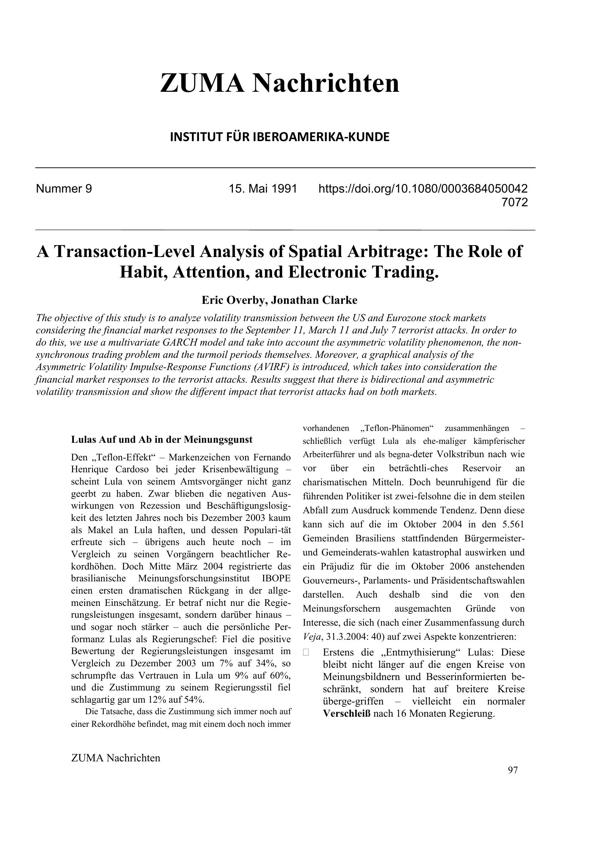 ZUMA Nachrichten
INSTITUT FÜR IBEROAMERIKA-KUNDE
Nummer 9 15. Mai 1991 https://doi.org/10.1080/0003684050042
7072
A Transaction-Level Analysis of Spatial Arbitrage: The Role of
Habit, Attention, and Electronic Trading.
Eric Overby, Jonathan Clarke
The objective of this study is to analyze volatility transmission between the US and Eurozone stock markets
considering the financial market responses to the September 11, March 11 and July 7 terrorist attacks. In order to
do this, we use a multivariate GARCH model and take into account the asymmetric volatility phenomenon, the non-
synchronous trading problem and the turmoil periods themselves. Moreover, a graphical analysis of the
Asymmetric Volatility Impulse-Response Functions (AVIRF) is introduced, which takes into consideration the
financial market responses to the terrorist attacks. Results suggest that there is bidirectional and asymmetric
volatility transmission and show the different impact that terrorist attacks had on both markets.
Lulas Auf und Ab in der Meinungsgunst
Den „Teflon-Effekt“ – Markenzeichen von Fernando
Henrique Cardoso bei jeder Krisenbewältigung –
scheint Lula von seinem Amtsvorgänger nicht ganz
geerbt zu haben. Zwar blieben die negativen Aus-
wirkungen von Rezession und Beschäftigungslosig-
keit des letzten Jahres noch bis Dezember 2003 kaum
als Makel an Lula haften, und dessen Populari-tät
erfreute sich – übrigens auch heute noch – im
Vergleich zu seinen Vorgängern beachtlicher Re-
kordhöhen. Doch Mitte März 2004 registrierte das
brasilianische Meinungsforschungsinstitut IBOPE
einen ersten dramatischen Rückgang in der allge-
meinen Einschätzung. Er betraf nicht nur die Regie-
rungsleistungen insgesamt, sondern darüber hinaus –
und sogar noch stärker – auch die persönliche Per-
formanz Lulas als Regierungschef: Fiel die positive
Bewertung der Regierungsleistungen insgesamt im
Vergleich zu Dezember 2003 um 7% auf 34%, so
schrumpfte das Vertrauen in Lula um 9% auf 60%,
und die Zustimmung zu seinem Regierungsstil fiel
schlagartig gar um 12% auf 54%.
Die Tatsache, dass die Zustimmung sich immer noch auf
einer Rekordhöhe befindet, mag mit einem doch noch immer
vorhandenen „Teflon-Phänomen“ zusammenhängen –
schließlich verfügt Lula als ehe-maliger kämpferischer
Arbeiterführer und als begna-deter Volkstribun nach wie
vor über ein beträchtli-ches Reservoir an
charismatischen Mitteln. Doch beunruhigend für die
führenden Politiker ist zwei-felsohne die in dem steilen
Abfall zum Ausdruck kommende Tendenz. Denn diese
kann sich auf die im Oktober 2004 in den 5.561
Gemeinden Brasiliens stattfindenden Bürgermeister-
und Gemeinderats-wahlen katastrophal auswirken und
ein Präjudiz für die im Oktober 2006 anstehenden
Gouverneurs-, Parlaments- und Präsidentschaftswahlen
darstellen. Auch deshalb sind die von den
Meinungsforschern ausgemachten Gründe von
Interesse, die sich (nach einer Zusammenfassung durch
Veja, 31.3.2004: 40) auf zwei Aspekte konzentrieren:
Erstens die „Entmythisierung“ Lulas: Diese
bleibt nicht länger auf die engen Kreise von
Meinungsbildnern und Besserinformierten be-
schränkt, sondern hat auf breitere Kreise
überge-griffen – vielleicht ein normaler
Verschleiß nach 16 Monaten Regierung.
ZUMA Nachrichten
97